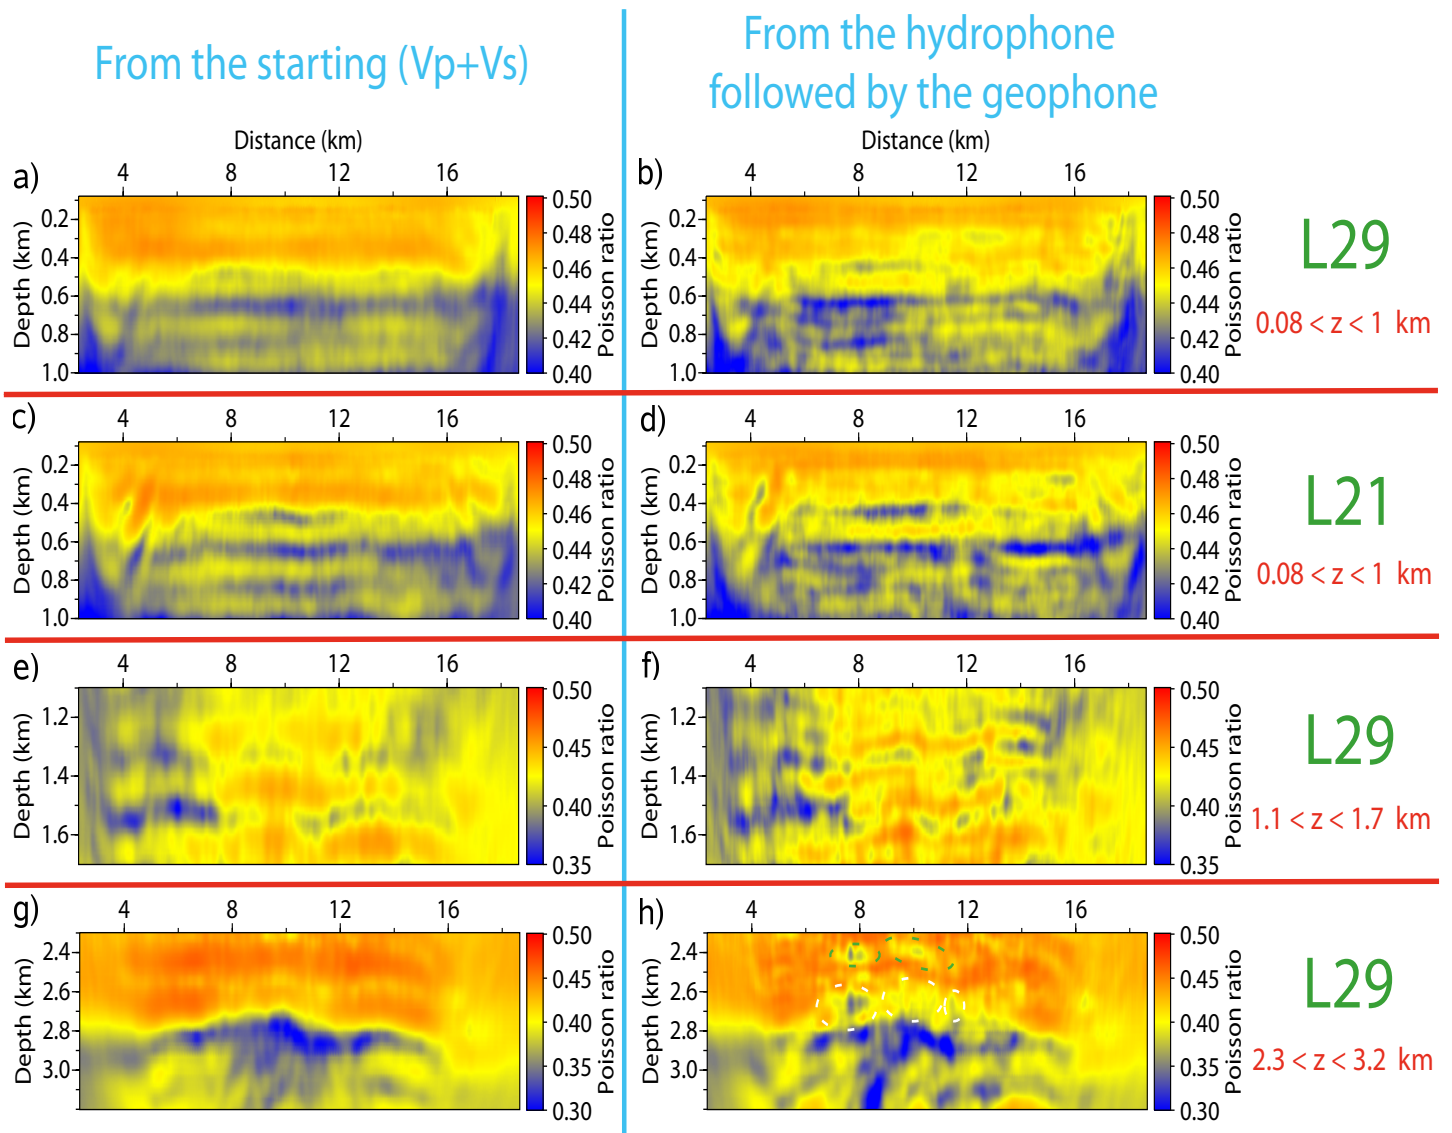 From the starting (Vp+Vs)
From the hydrophone
followed by the geophone
Distance (km)
Distance (km)
a)
4 8 12 16
0.2
0.4
0.6
0.8
1.0
Depth (km)
0.50
0.48
0.46
0.44
0.42
0.40
Poisson ratio
b)
4 8 12 16
0.2
0.4
0.6
0.8
1.0
Depth (km)
0.50
0.48
0.46
0.44
0.42
0.40
Poisson ratio
L29
0.08 < z < 1 km
c)
4 8 12 16
0.2
0.4
0.6
0.8
1.0
Depth (km)
0.50
0.48
0.46
0.44
0.42
0.40
Poisson ratio
d)
4 8 12 16
0.2
0.4
0.6
0.8
1.0
Depth (km)
0.50
0.48
0.46
0.44
0.42
0.40
Poisson ratio
L21
0.08 < z < 1 km
e)
4 8 12 16
1.2
1.4
1.6
Depth (km)
0.50
0.45
0.40
0.35
Poisson ratio
f)
4 8 12 16
1.2
1.4
1.6
Depth (km)
0.50
0.45
0.40
0.35
Poisson ratio
L29
1.1 < z < 1.7 km
g)
4 8 12 16
2.4
2.6
2.8
3.0
Depth (km)
0.50
0.45
0.40
0.35
0.30
Poisson ratio
h)
4 8 12 16
2.4
2.6
2.8
3.0
Depth (km)
0.50
0.45
0.40
0.35
0.30
Poisson ratio
L29
2.3 < z < 3.2 km